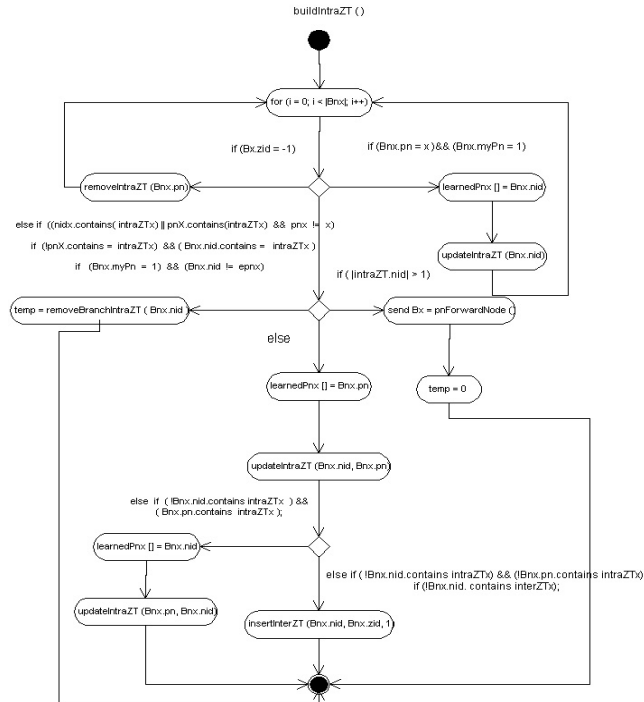 buildIntraZT ( )
for (i = 0; i < |Bnx|; i++)
if (Bx.zid = -1)
if (Bnx.pn = x ) && (Bnx.myPn = 1)
removeIntraZT (Bnx.pn)
learnedPnx [] = Bnx.nid
else if ((nidx.contains( intraZTx) || pnX.contains(intraZTx) && pnx != x)
if (!pnX.contains = intraZTx) && ( Bnx.nid.contains = intraZTx )
updateIntraZT (Bnx.nid)
if (Bnx.myPn = 1) && (Bnx.nid != epnx)
if ( |intraZT.nid| > 1)
temp = removeBranchIntraZT ( Bnx.nid )
send Bx = pnForwardNode ()
else
learnedPnx [] = Bnx.pn
temp = 0
updateIntraZT (Bnx.nid, Bnx.pn)
else if ( !Bnx.nid.contains intraZTx ) &&
( Bnx.pn.contains intraZTx );
learnedPnx [] = Bnx.nid
else if ( !Bnx.nid.contains intraZTx) && (!Bnx.pn.contains intraZTx)
if (!Bnx.nid. contains interZTx);
updateIntraZT (Bnx.pn, Bnx.nid)
insertInterZT (Bnx.nid, Bnx.zid, 1)